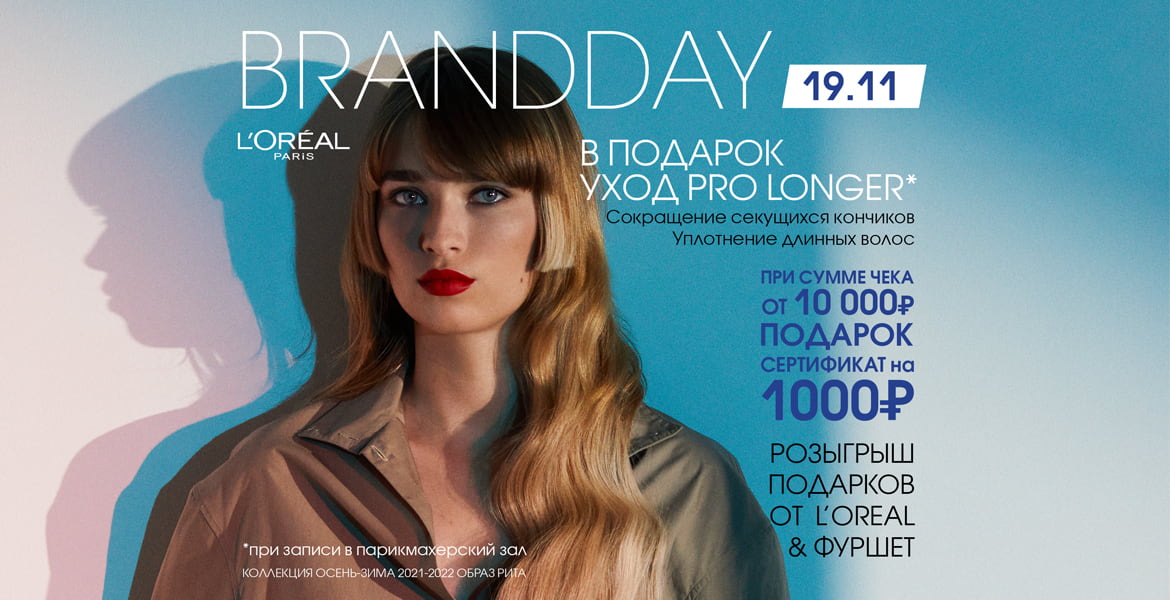 BRANDDAY
19.11
L'ORÉAL
PARIS
В ПОДАРОК
УХОД PRO LONGER*
Сокращение секущихся кончиков
Уплотнение длинных волос
ПРИ СУММЕ ЧЕКА
ОТ 10 000₽
ПОДАРОК
СЕРТИФИКАТ на
1000₽
РОЗЫГРЫШ
ПОДАРКОВ
ОТ L'OREAL
& ФУРШЕТ
*при записи в парикмахерский зал
КОЛЛЕКЦИЯ ОСЕНЬ-ЗИМА 2021-2022 ОБРАЗ РИТА